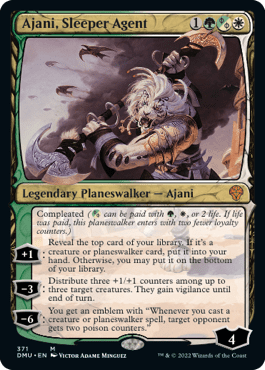 Ajani, Sleeper Agent 1
Legendary Planeswalker — Ajani
Compleated ( can be paid with , , or 2 life. If life
was paid, this planeswalker enters with two fewer loyalty
counters.)
+1 Reveal the top card of your library. If it's a
creature or planeswalker card, put it into your
hand. Otherwise, you may put it on the bottom
of your library.
−3 Distribute three +1/+1 counters among up to
three target creatures. They gain vigilance until
end of turn.
−6 You get an emblem with "Whenever you cast a
creature or planeswalker spell, target opponent
gets two poison counters."
4
371 M
DMU • EN Victor Adame Minguez
™ & © 2022 Wizards of the Coast